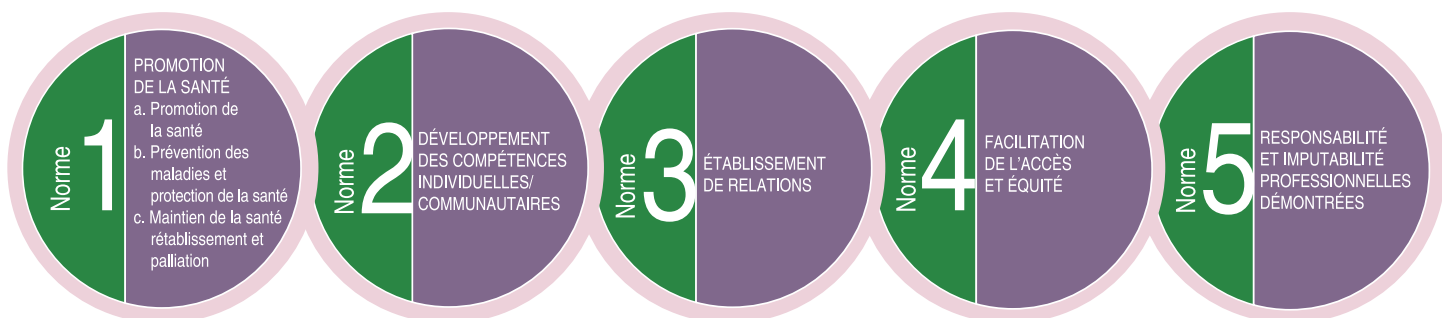 Norme
1
PROMOTION
DE LA SANTÉ
a. Promotion de
la santé
b. Prévention des
maladies et
protection de la santé
c. Maintien de la santé
rétablissement et
palliation
Norme
2
DÉVELOPPEMENT
DES COMPÉTENCES
INDIVIDUELLES/
COMMUNAUTAIRES
Norme
3
ÉTABLISSEMENT
DE RELATIONS
Norme
4
FACILITATION
DE L’ACCÈS
ET ÉQUITÉ
Norme
5
RESPONSABILITÉ
ET IMPUTABILITÉ
PROFESSIONNELLES
DÉMONTRÉES